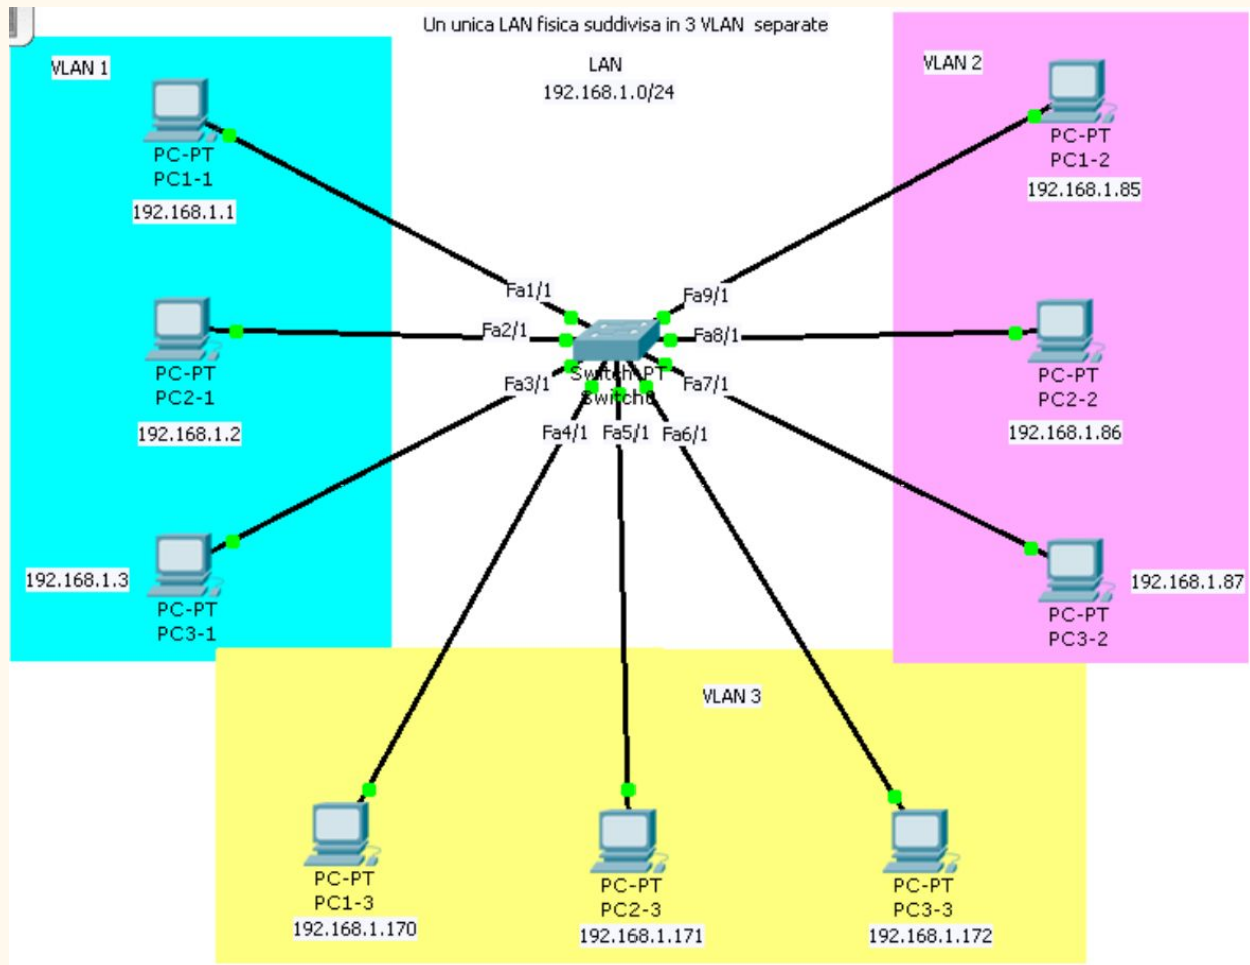 Un unica LAN fisica suddivisa in 3 VLAN separate
LAN
192.168.1.0/24
VLAN 1
PC-PT
PC1-1
192.168.1.1
PC-PT
PC2-1
192.168.1.2
PC-PT
PC3-1
192.168.1.3
VLAN 2
PC-PT
PC1-2
192.168.1.85
PC-PT
PC2-2
192.168.1.86
PC-PT
PC3-2
192.168.1.87
Fa1/1
Fa2/1
Fa3/1
Fa4/1
Fa5/1
Fa6/1
Fa7/1
Fa8/1
Fa9/1
Switch-PT
Switch0
VLAN 3
PC-PT
PC1-3
192.168.1.170
PC-PT
PC2-3
192.168.1.171
PC-PT
PC3-3
192.168.1.172